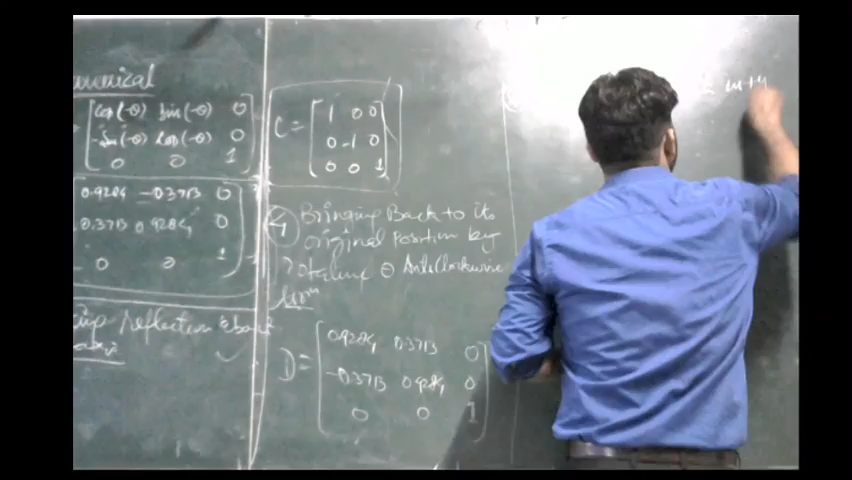 [cos(-θ) sin(-θ) 0
-sin(-θ) cos(-θ) 0
0 0 1]
0.9284 -0.3713 0
0.3713 0.9284 0
0 0 1
reflection about
C = [1 0 0
0 -1 0
0 0 1]
4 Bringing Back to its
original Position by
rotating θ AntiClockwise
D = [0.9284 0.3713 0
-0.3713 0.9284 0
0 0 1]